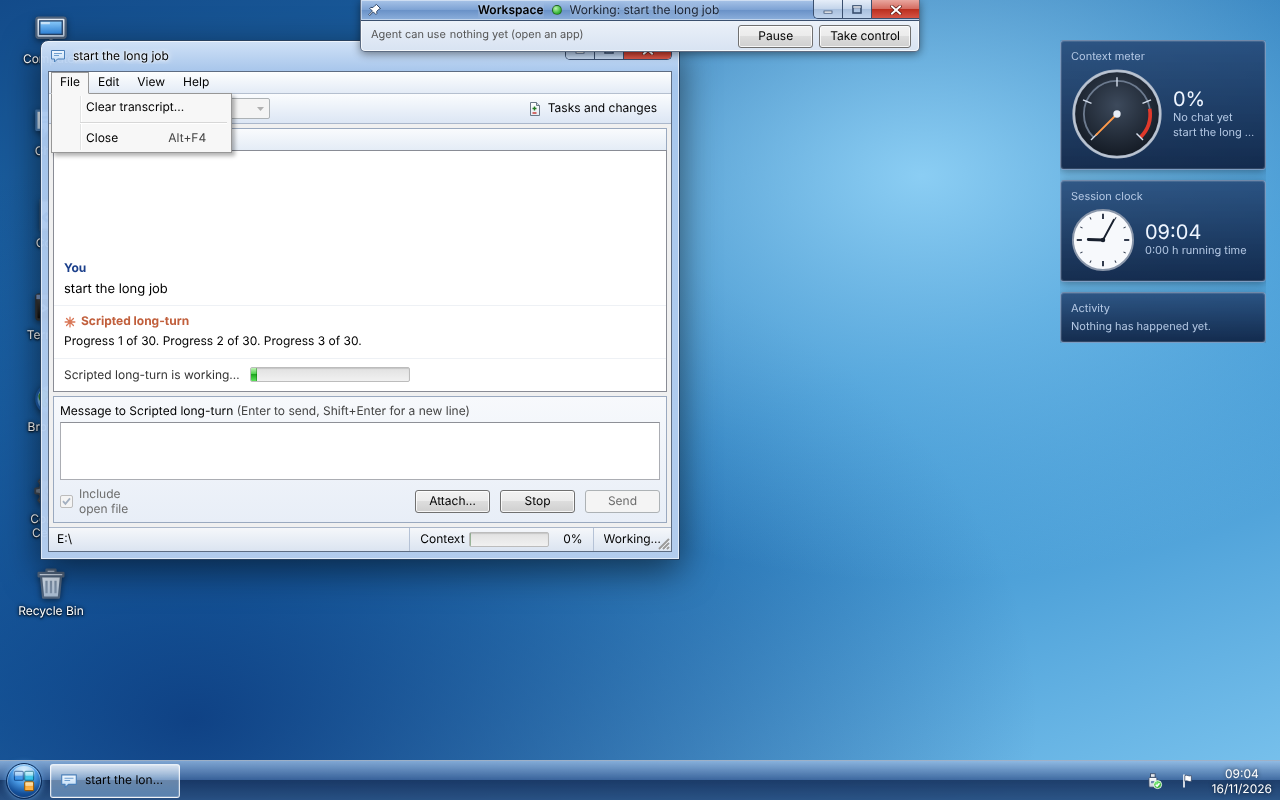 Workspace Working: start the long job
Agent can use nothing yet (open an app)
Pause
Take control
start the long job
File Edit View Help
Clear transcript...
Close Alt+F4
Tasks and changes
You
start the long job
Scripted long-turn
Progress 1 of 30. Progress 2 of 30. Progress 3 of 30.
Scripted long-turn is working...
Message to Scripted long-turn (Enter to send, Shift+Enter for a new line)
Include
open file
Attach...
Stop
Send
E:\
Context
0%
Working...
Recycle Bin
Context meter
0%
No chat yet
start the long ...
Session clock
09:04
0:00 h running time
Activity
Nothing has happened yet.
start the lon...
09:04
16/11/2026